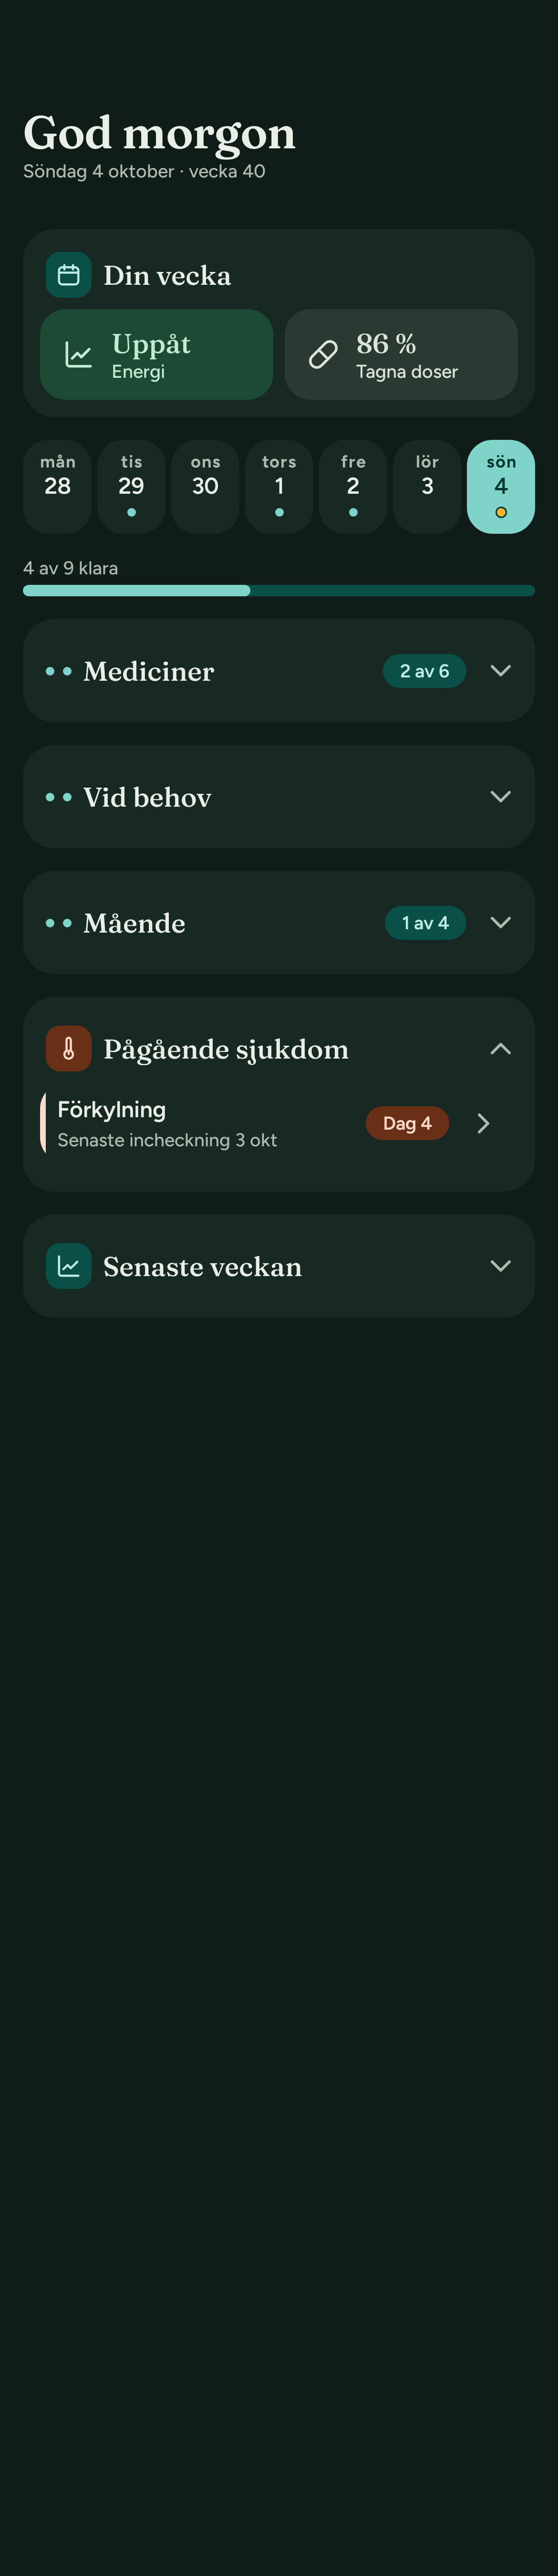 God morgon
Söndag 4 oktober · vecka 40
Din vecka
Uppåt
Energi
86 %
Tagna doser
mån tis ons tors fre lör sön
28 29 30 1 2 3 4
4 av 9 klara
Mediciner 2 av 6
Vid behov
Mående 1 av 4
Pågående sjukdom
Förkylning
Senaste incheckning 3 okt
Dag 4
Senaste veckan